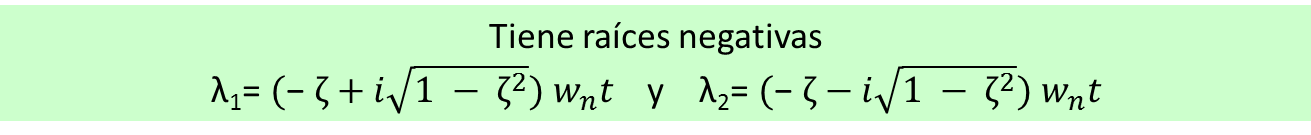 Tiene raíces negativas
λ₁= (− ζ + i√(1 − ζ²)) wₙt y λ₂= (− ζ − i√(1 − ζ²)) wₙt